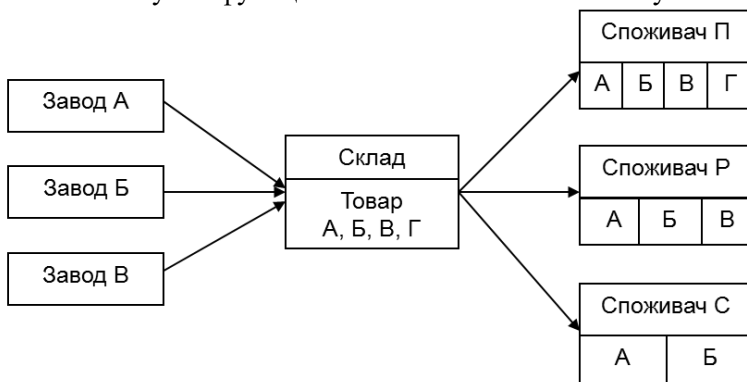 Завод А
Завод Б
Завод В
Склад
Товар
А, Б, В, Г
Споживач П
А Б В Г
Споживач Р
А Б В
Споживач С
А Б